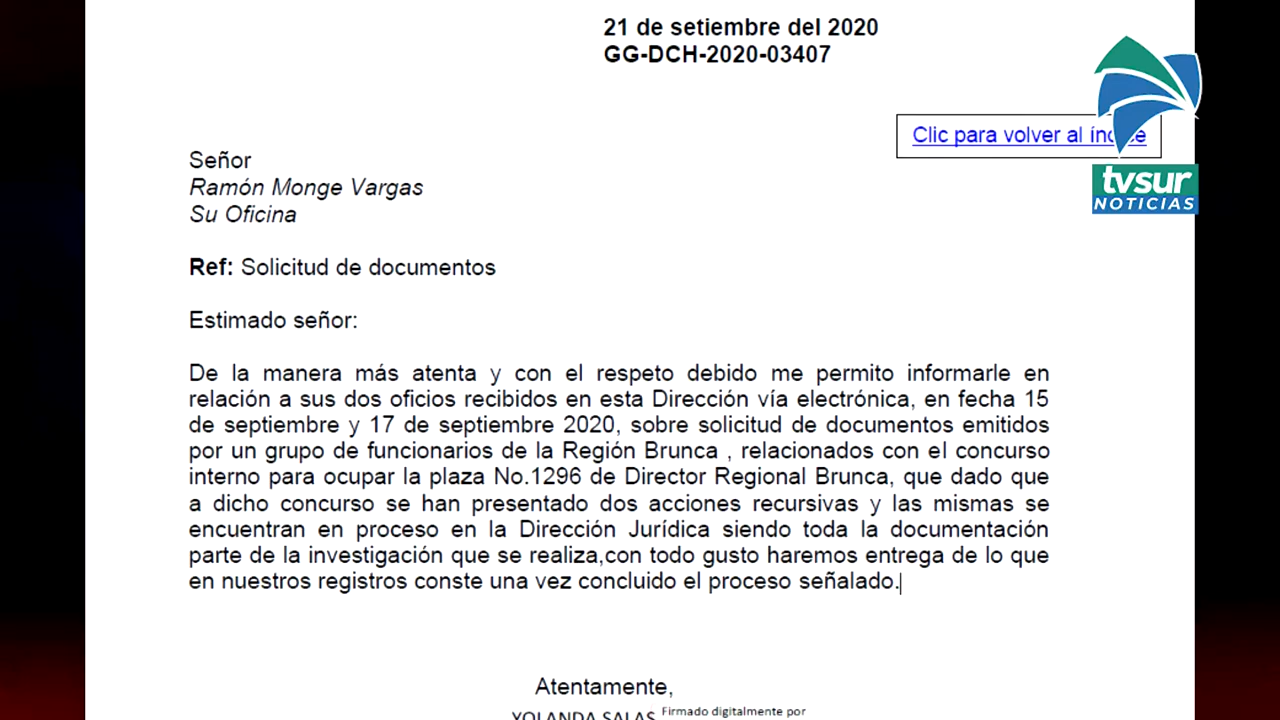 21 de setiembre del 2020
GG-DCH-2020-03407
Clic para volver al índice
tvsur
NOTICIAS
Señor
Ramón Monge Vargas
Su Oficina
Ref: Solicitud de documentos
Estimado señor:
De la manera más atenta y con el respeto debido me permito informarle en
relación a sus dos oficios recibidos en esta Dirección vía electrónica, en fecha 15
de septiembre y 17 de septiembre 2020, sobre solicitud de documentos emitidos
por un grupo de funcionarios de la Región Brunca , relacionados con el concurso
interno para ocupar la plaza No.1296 de Director Regional Brunca, que dado que
a dicho concurso se han presentado dos acciones recursivas y las mismas se
encuentran en proceso en la Dirección Jurídica siendo toda la documentación
parte de la investigación que se realiza,con todo gusto haremos entrega de lo que
en nuestros registros conste una vez concluido el proceso señalado.
Atentamente,
YOLANDA SALAS Firmado digitalmente por